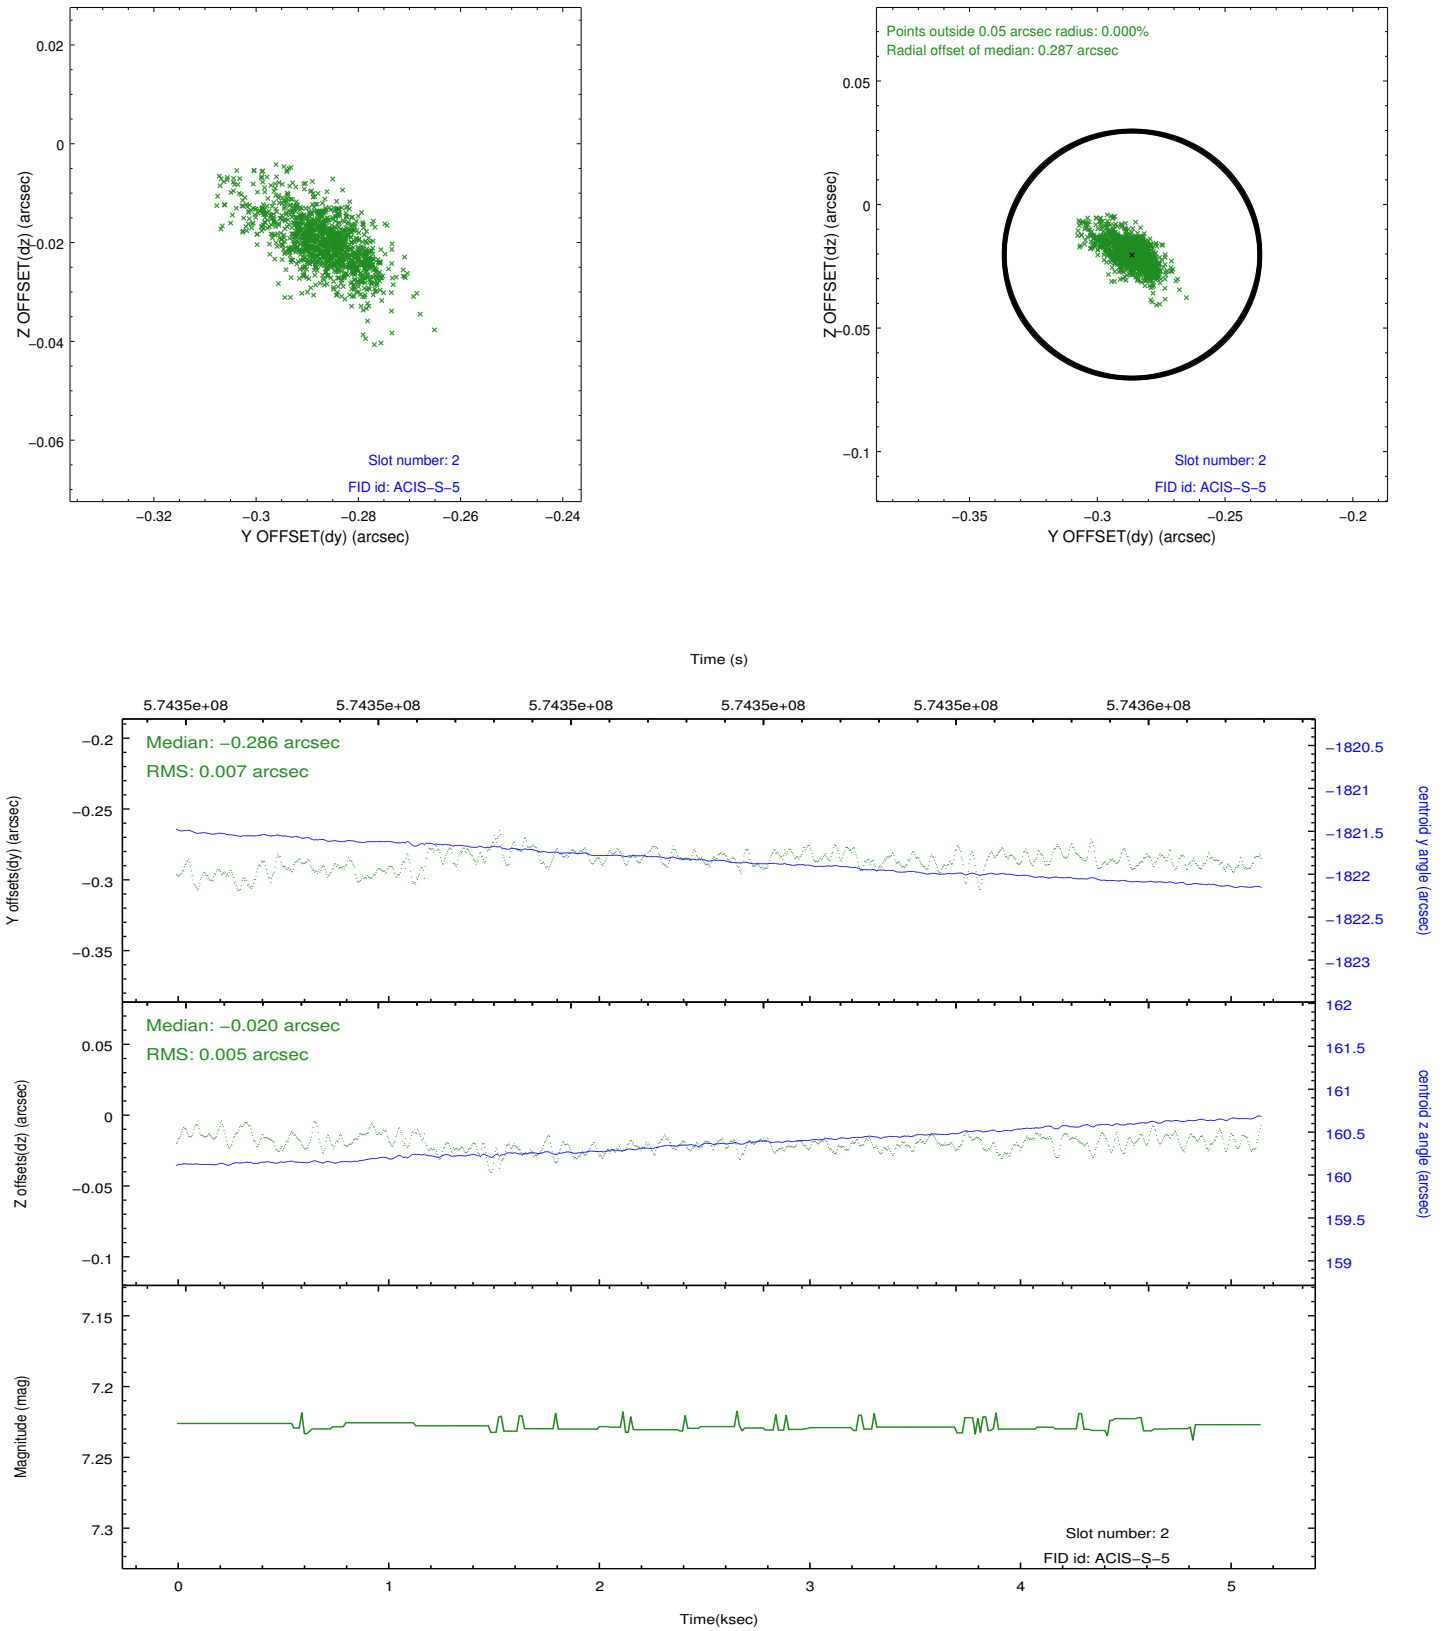 0.02
0
−0.02
−0.04
−0.06
Z OFFSET(dz) (arcsec)
Slot number: 2
FID id: ACIS−S−5
−0.32
−0.3
−0.28
−0.26
−0.24
Y OFFSET(dy) (arcsec)
Points outside 0.05 arcsec radius: 0.000%
Radial offset of median: 0.287 arcsec
0.05
0
−0.05
−0.1
Z OFFSET(dz) (arcsec)
Slot number: 2
FID id: ACIS−S−5
−0.35
−0.3
−0.25
−0.2
Y OFFSET(dy) (arcsec)
Time (s)
5.7435e+08
5.7435e+08
5.7435e+08
5.7435e+08
5.7435e+08
5.7436e+08
Median: −0.286 arcsec
RMS: 0.007 arcsec
−0.2
−0.25
−0.3
−0.35
Y offsets(dy) (arcsec)
−1820.5
−1821
−1821.5
−1822
−1822.5
−1823
centroid y angle (arcsec)
Median: −0.020 arcsec
RMS: 0.005 arcsec
0.05
0
−0.05
−0.1
Z offsets(dz) (arcsec)
162
161.5
161
160.5
160
159.5
159
centroid z angle (arcsec)
7.15
7.2
7.25
7.3
Magnitude (mag)
Slot number: 2
FID id: ACIS−S−5
0
1
2
3
4
5
Time(ksec)